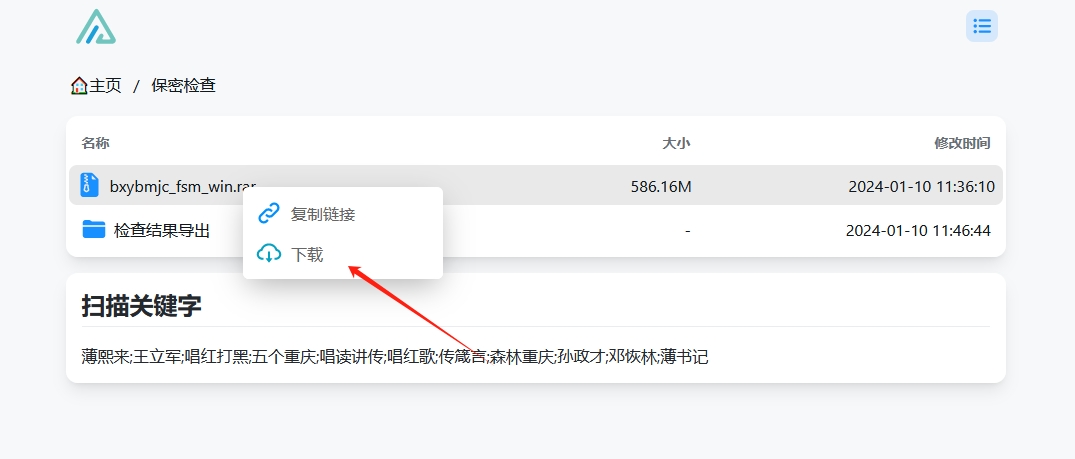 主页 / 保密检查
名称 大小 修改时间
bxybmjc_fsm_win.rar 586.16M 2024-01-10 11:36:10
复制链接
检查结果导出 - 2024-01-10 11:46:44
下载
扫描关键字
薄熙来;王立军;唱红打黑;五个重庆;唱读讲传;唱红歌;传箴言;森林重庆;孙政才;邓恢林;薄书记